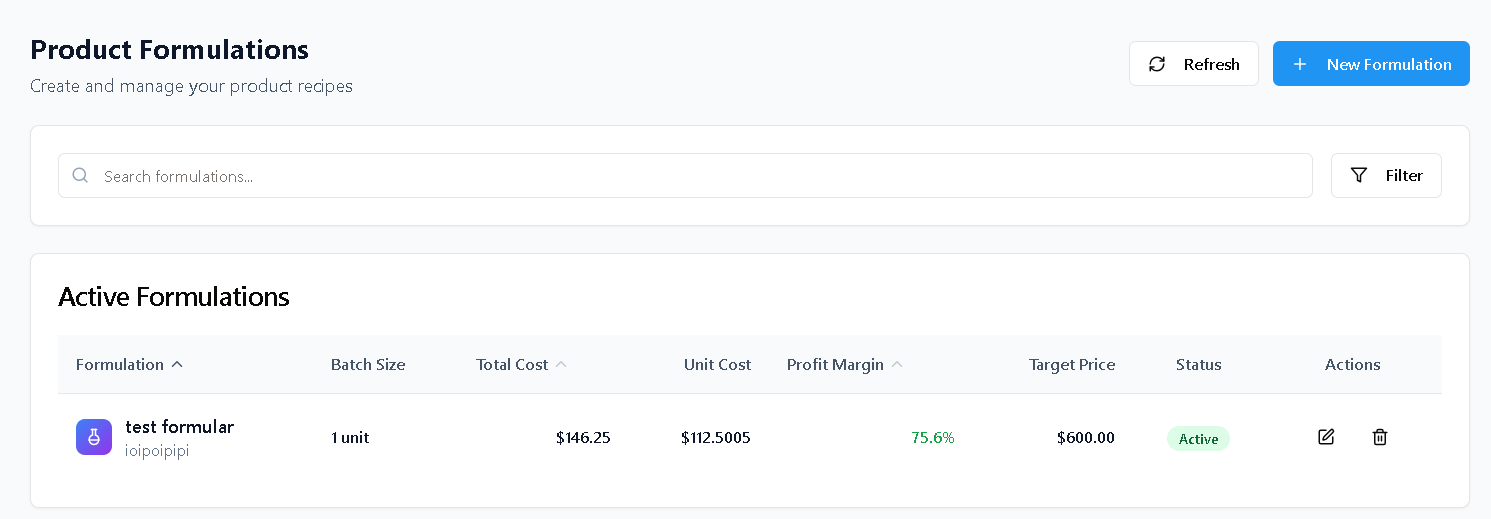 Product Formulations
Create and manage your product recipes
Refresh
New Formulation
Search formulations...
Filter
Active Formulations
Formulation Batch Size Total Cost Unit Cost Profit Margin Target Price Status Actions
test formular 1 unit $146.25 $112.5005 75.6% $600.00 Active
ioipoipipi